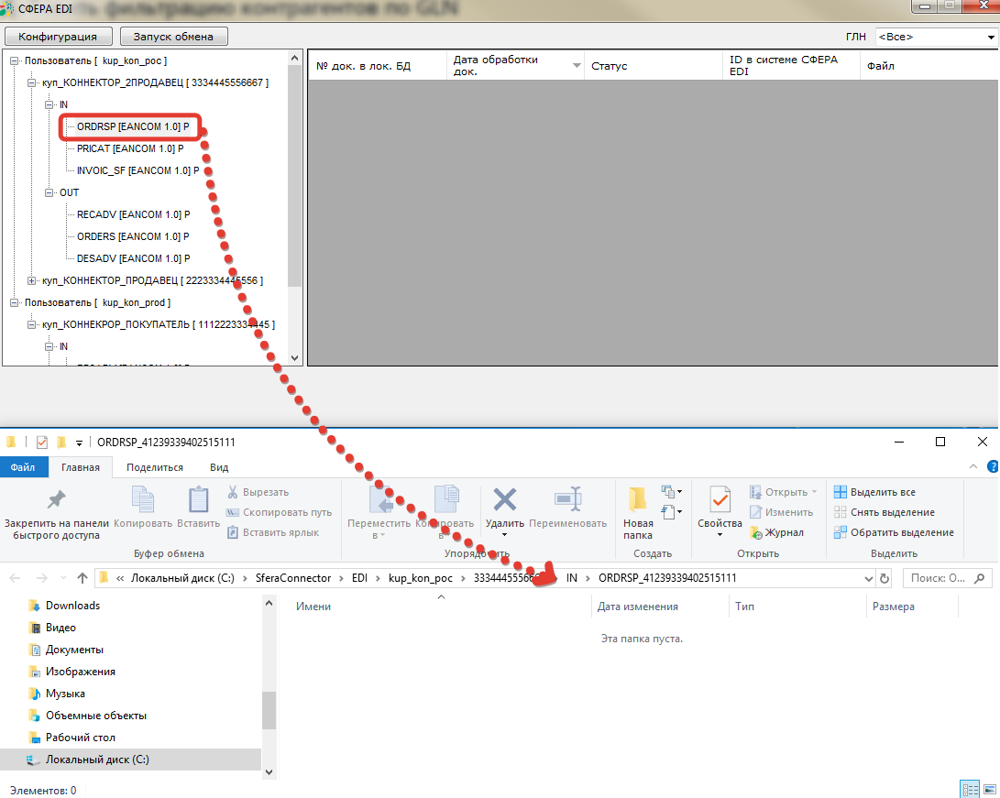 СФЕРА EDI
ить фильтрацию контрагентов по GLN
Конфигурация
Запуск обмена
ГЛН
<Все>
Пользователь [ kup_kon_poc ]
куп_КОННЕКТОР_2ПРОДАВЕЦ [ 3334445556667 ]
IN
ORDRSP [EANCOM 1.0] P
PRICAT [EANCOM 1.0] P
INVOIC_SF [EANCOM 1.0] P
OUT
RECADV [EANCOM 1.0] P
ORDERS [EANCOM 1.0] P
DESADV [EANCOM 1.0] P
куп_КОННЕКТОР_ПРОДАВЕЦ [ 2223334445556 ]
Пользователь [ kup_kon_prod ]
куп_КОННЕКРОР_ПОКУПАТЕЛЬ [ 1112223334445 ]
IN
№ док. в лок. БД
Дата обработки
док.
Статус
ID в системе СФЕРА
EDI
Файл
ORDRSP_41239339402515111
Файл
Главная
Поделиться
Вид
Закрепить на панели
быстрого доступа
Копировать
Вставить
Вырезать
Скопировать путь
Вставить ярлык
Буфер обмена
Переместить
в
Копировать
в
Удалить
Переименовать
Упорядочить
Новая
папка
Создать
Свойства
Открыть
Изменить
Журнал
Открыть
Выделить все
Снять выделение
Обратить выделение
Выделить
« Локальный диск (C:) › SferaConnector › EDI › kup_kon_poc › 333444555666 IN › ORDRSP_41239339402515111
Поиск: O...
Downloads
Видео
Документы
Изображения
Музыка
Объемные объекты
Рабочий стол
Локальный диск (C:)
Имени
Дата изменения
Тип
Размера
Эта папка пуста.
Элементов: 0